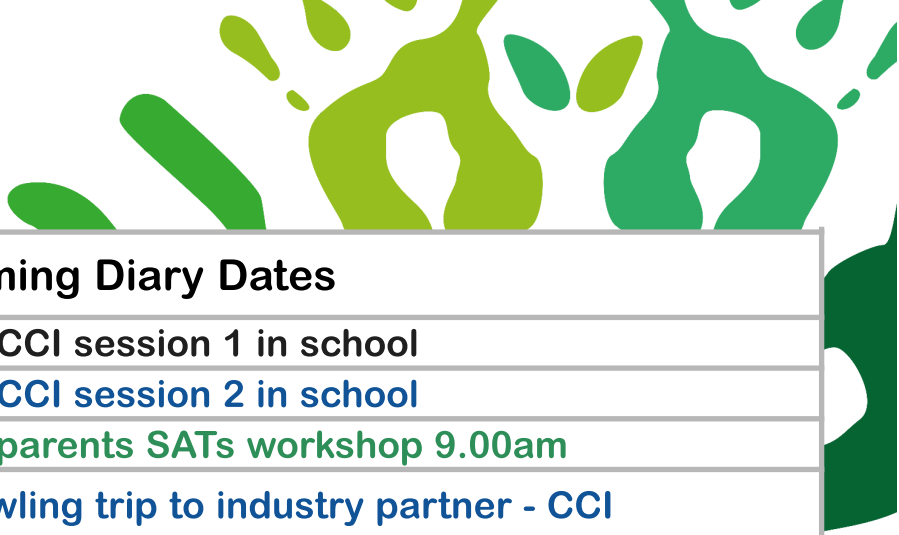 ming Diary Dates
CCI session 1 in school
CCI session 2 in school
parents SATs workshop 9.00am
wling trip to industry partner - CCI